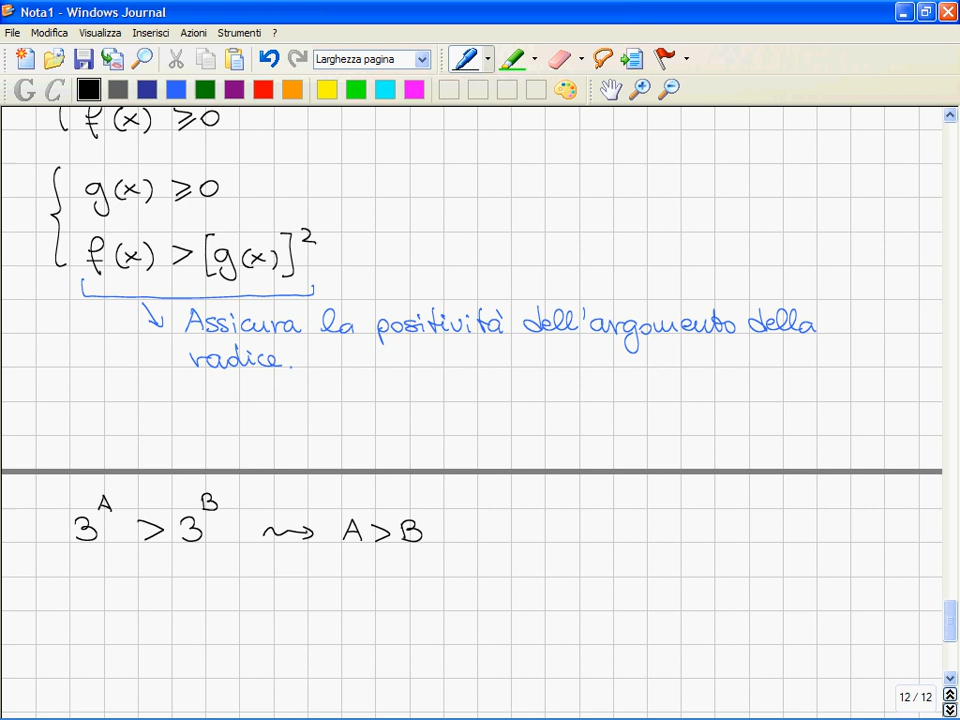 Nota1 - Windows Journal
File Modifica Visualizza Inserisci Azioni Strumenti ?
Larghezza pagina
G C
{ f(x) ⩾0
{ g(x) ⩾0
f(x) > [g(x)]²
↳ Assicura la positività dell'argomento della
radice.
3^A > 3^B ⇝ A>B
12 / 12